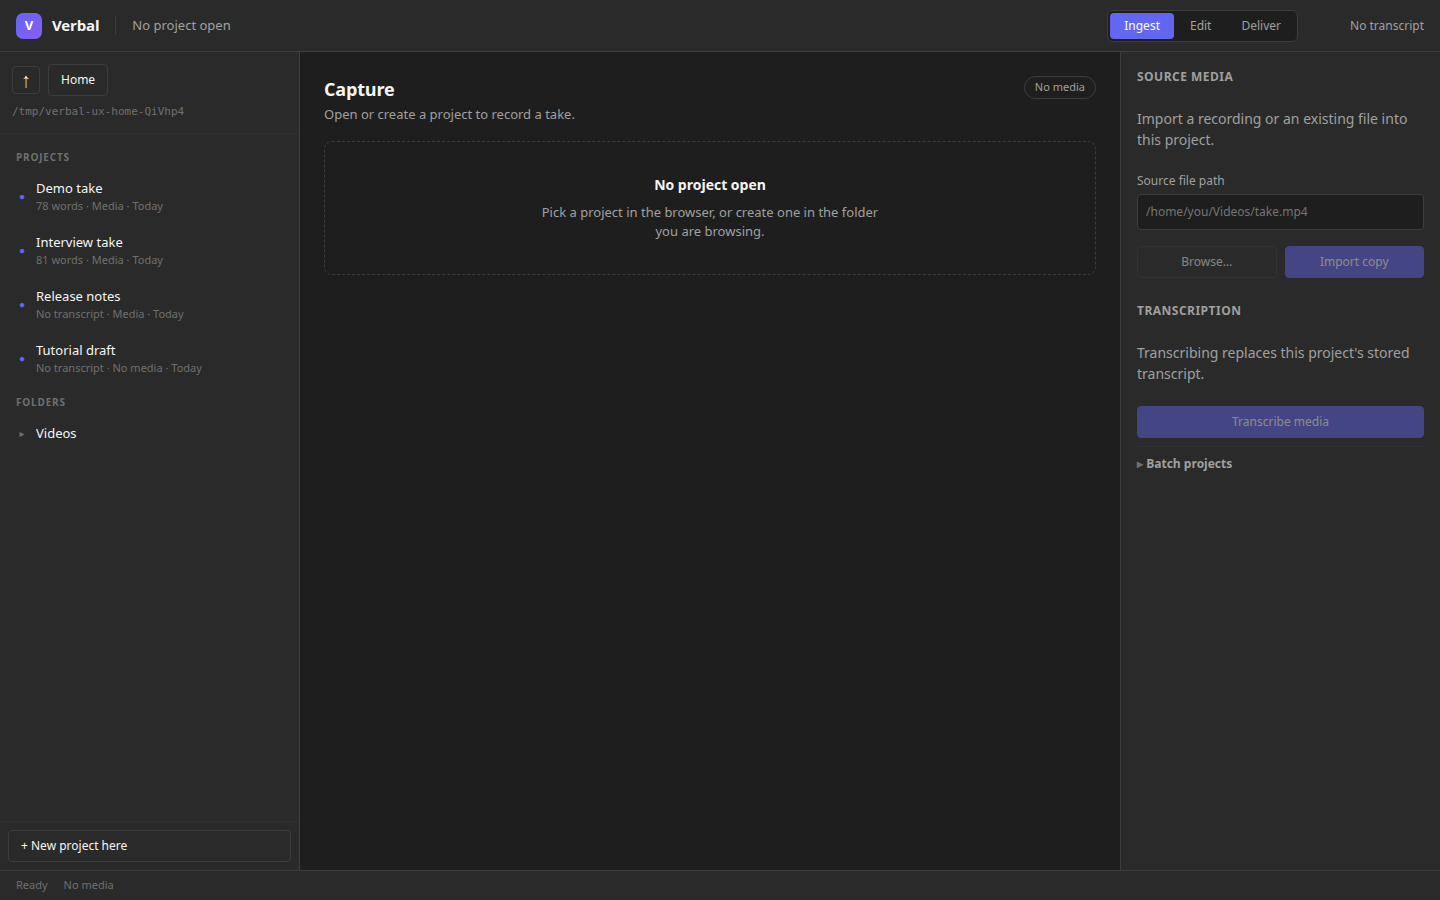 V Verbal No project open Ingest Edit Deliver No transcript
↑ Home
/tmp/verbal-ux-home-QiVhp4
PROJECTS
Demo take
78 words · Media · Today
Interview take
81 words · Media · Today
Release notes
No transcript · Media · Today
Tutorial draft
No transcript · No media · Today
FOLDERS
▸ Videos
+ New project here
Capture
No media
Open or create a project to record a take.
No project open
Pick a project in the browser, or create one in the folder
you are browsing.
SOURCE MEDIA
Import a recording or an existing file into
this project.
Source file path
/home/you/Videos/take.mp4
Browse... Import copy
TRANSCRIPTION
Transcribing replaces this project's stored
transcript.
Transcribe media
▸ Batch projects
Ready No media